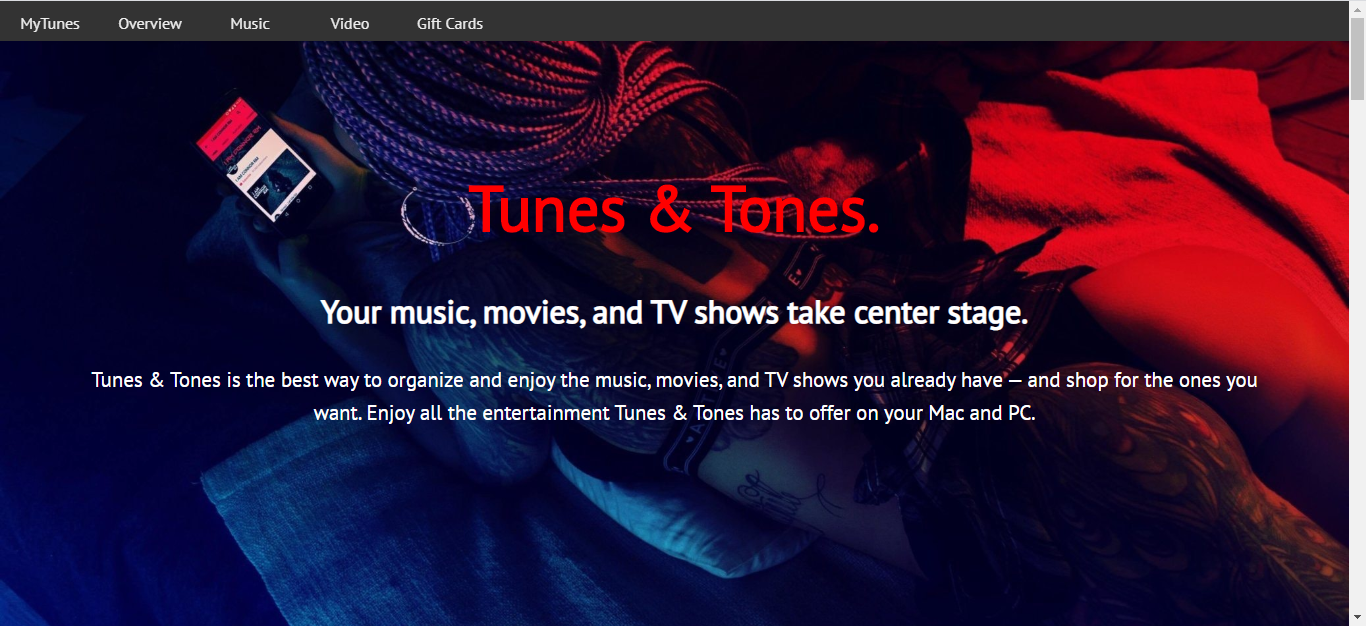 MyTunes Overview Music Video Gift Cards
Tunes & Tones.
Your music, movies, and TV shows take center stage.
Tunes & Tones is the best way to organize and enjoy the music, movies, and TV shows you already have — and shop for the ones you
want. Enjoy all the entertainment Tunes & Tones has to offer on your Mac and PC.